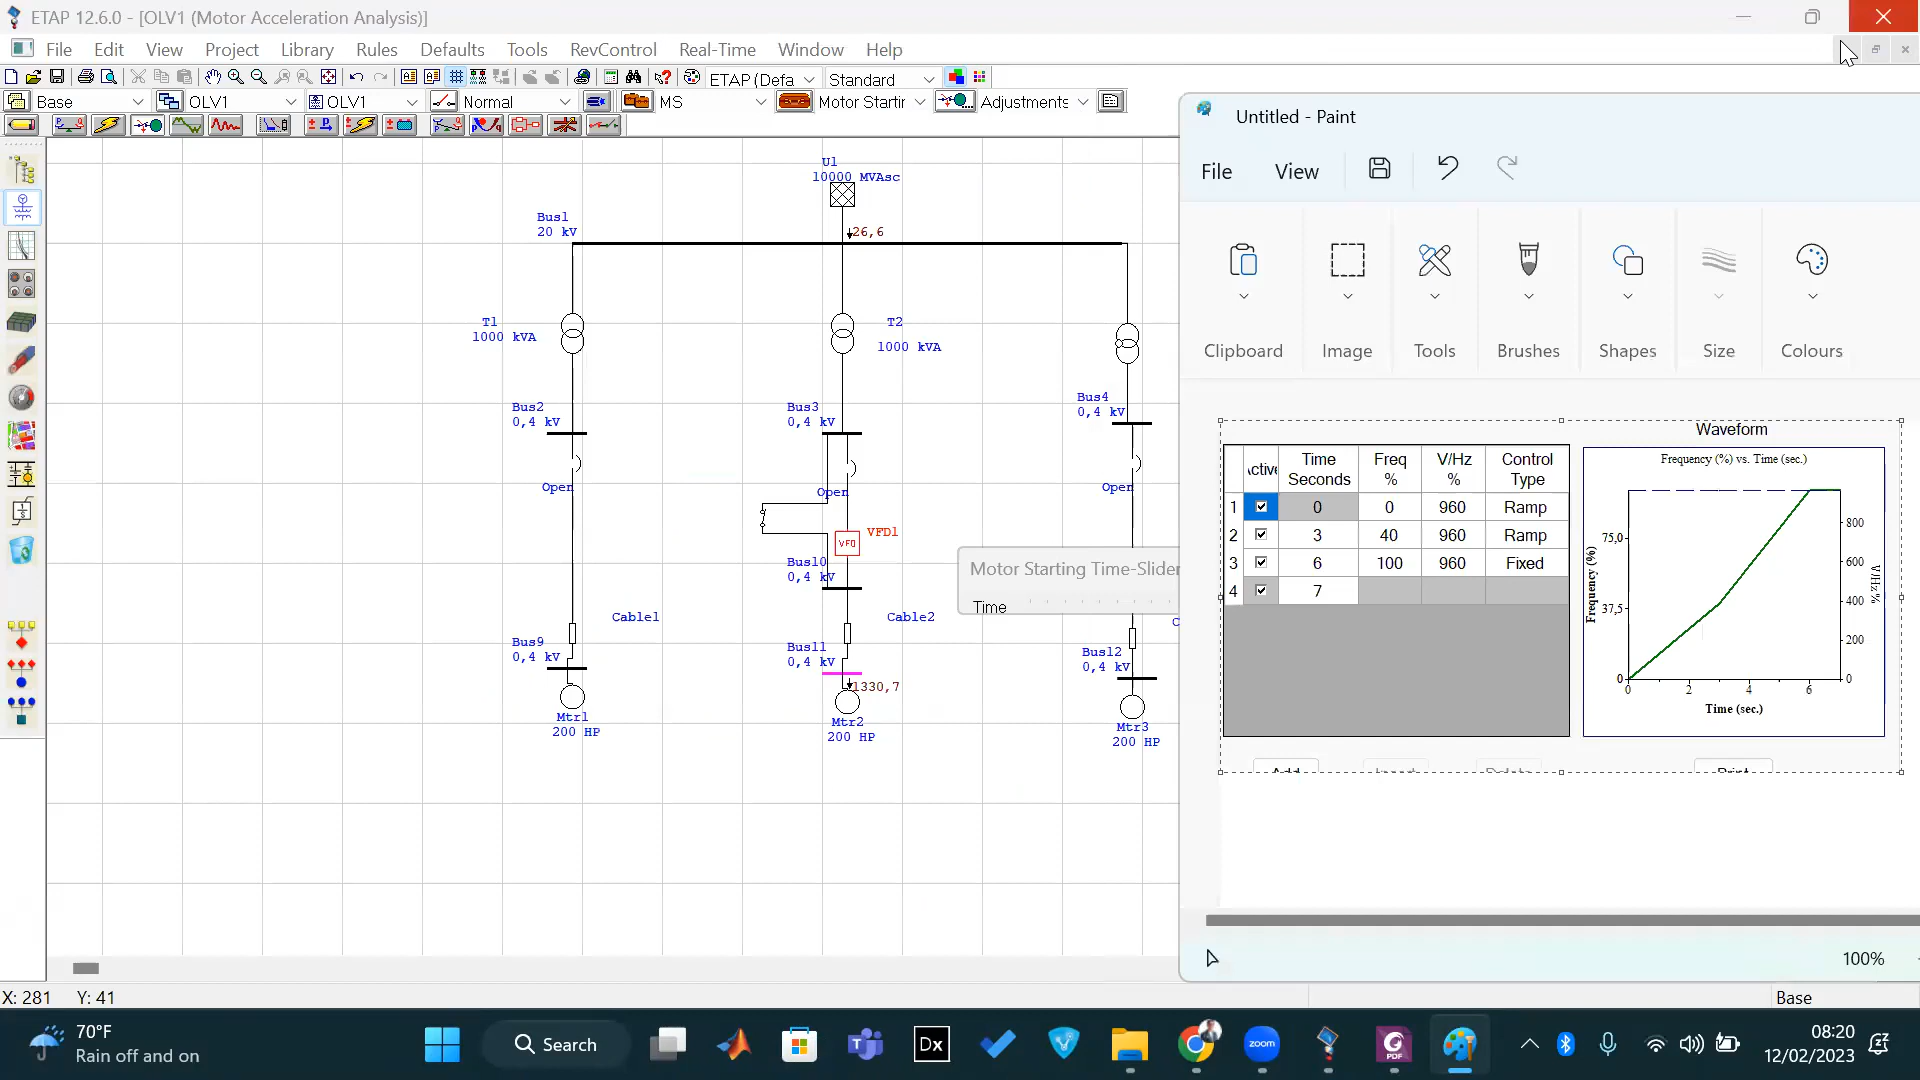 ETAP 12.6.0 - [OLV1 (Motor Acceleration Analysis)]
File Edit View Project Library Rules Defaults Tools RevControl Real-Time Window Help
ETAP (Defa Standard
Base OLV1 OLV1 Normal MS Motor Startir Adjustments
U1
10000 MVAsc
26,6
Bus1
20 kV
T1
1000 kVA
T2
1000 kVA
Bus2
0,4 kV
Bus3
0,4 kV
Bus4
0,4 kV
Open
Open
Open
VFD1
VFD
Bus10
0,4 kV
Cable1
Cable2
C
Bus9
0,4 kV
Bus11
0,4 kV
Bus12
0,4 kV
1330,7
Mtr1
200 HP
Mtr2
200 HP
Mtr3
200 HP
Motor Starting Time-Slider
Time
Untitled - Paint
File View
Clipboard Image Tools Brushes Shapes Size Colours
Waveform
Active Time Seconds Freq % V/Hz % Control Type
1 0 0 960 Ramp
2 3 40 960 Ramp
3 6 100 960 Fixed
4 7
Frequency (%) vs. Time (sec.)
Frequency (%)
75,0
37,5
0
800
600
400
200
0
V/Hz%
0 2 4 6
Time (sec.)
Add Insert Delete Print
100%
X: 281 Y: 41
Base
70°F
Rain off and on
Search
Dx
zoom
PDF
08:20
12/02/2023